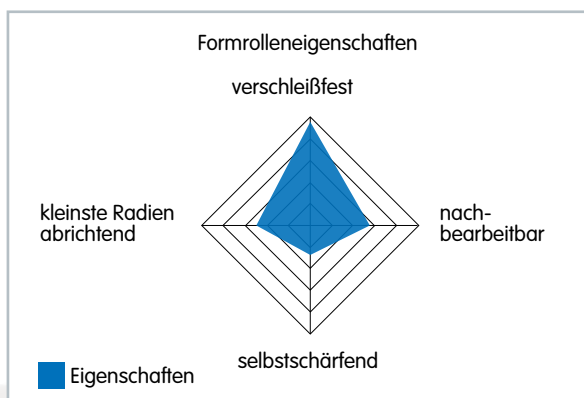 Formrolleneigenschaften
verschleißfest
kleinste Radien
abrichtend
nach-
bearbeitbar
selbstschärfend
Eigenschaften